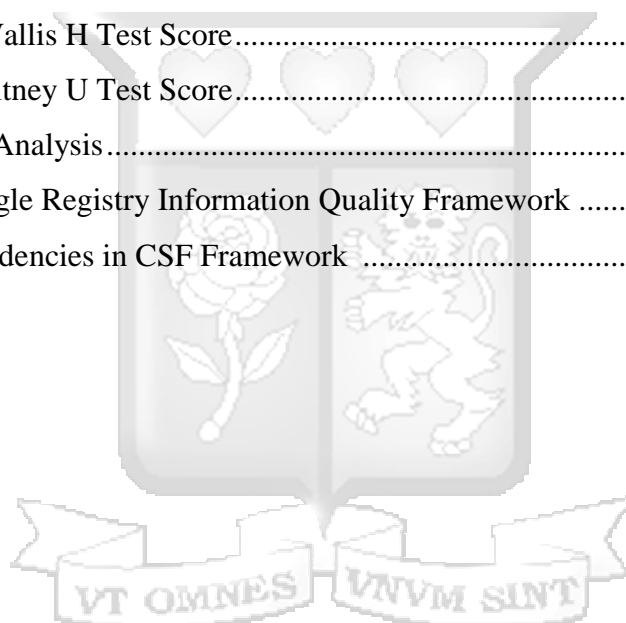 Vallis H Test Score.......................................................
tney U Test Score.......................................................
Analysis.........................................................................
gle Registry Information Quality Framework ......
dencies in CSF Framework .....................................
VT OMNES VNVM SINT